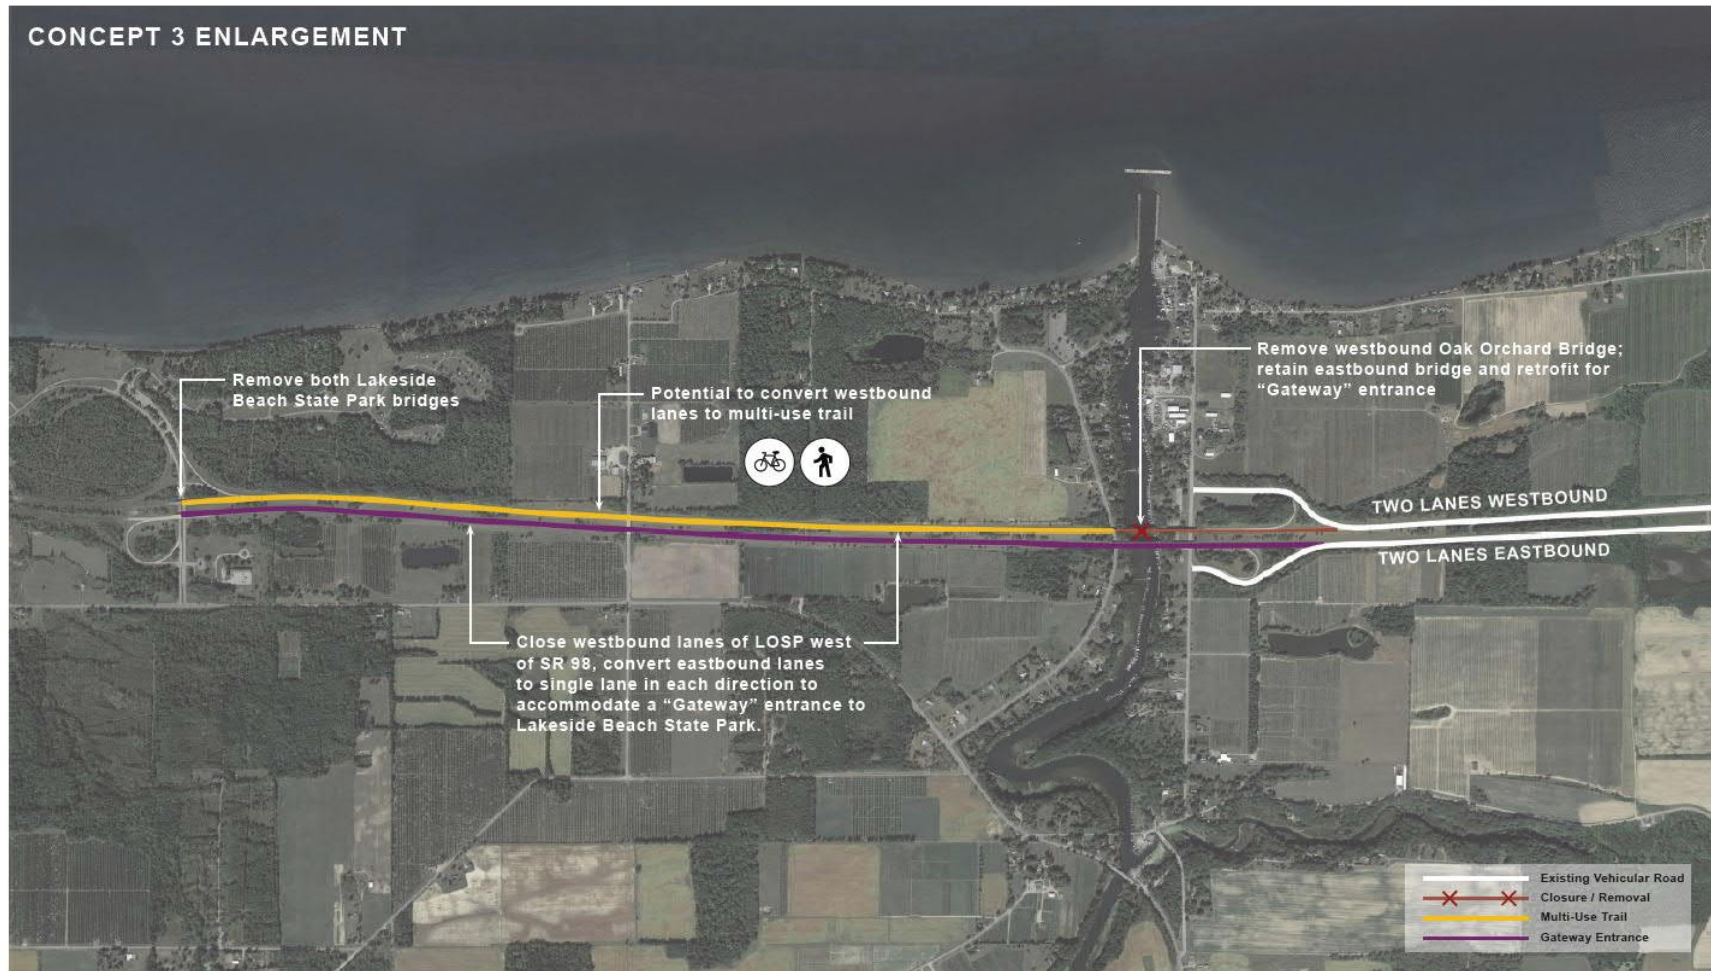 CONCEPT 3 ENLARGEMENT
Remove westbound Oak Orchard Bridge;
retain eastbound bridge and retrofit for
“Gateway” entrance
Remove both Lakeside
Beach State Park bridges
Potential to convert westbound
lanes to multi-use trail
TWO LANES WESTBOUND
TWO LANES EASTBOUND
Close westbound lanes of LOSP west
of SR 98, convert eastbound lanes
to single lane in each direction to
accommodate a “Gateway” entrance to
Lakeside Beach State Park.
Existing Vehicular Road
Closure / Removal
Multi-Use Trail
Gateway Entrance